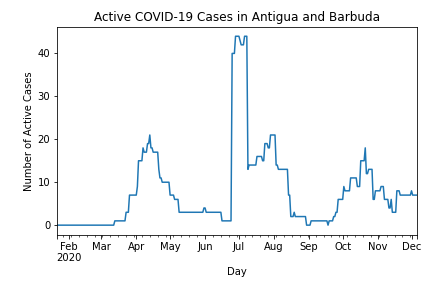 Active COVID-19 Cases in Antigua and Barbuda
Number of Active Cases
40
30
20
10
0
Feb Mar Apr May Jun Jul Aug Sep Oct Nov Dec
2020
Day